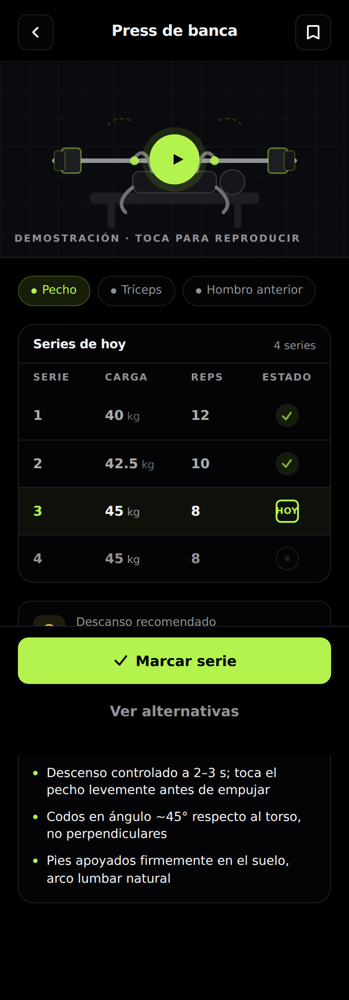 Press de banca
DEMOSTRACIÓN · TOCA PARA REPRODUCIR
Pecho
Tríceps
Hombro anterior
Series de hoy
4 series
SERIE CARGA REPS ESTADO
1 40 kg 12
2 42.5 kg 10
3 45 kg 8 HOY
4 45 kg 8
Descanso recomendado
Marcar serie
Ver alternativas
Descenso controlado a 2–3 s; toca el
pecho levemente antes de empujar
Codos en ángulo ~45° respecto al torso,
no perpendiculares
Pies apoyados firmemente en el suelo,
arco lumbar natural